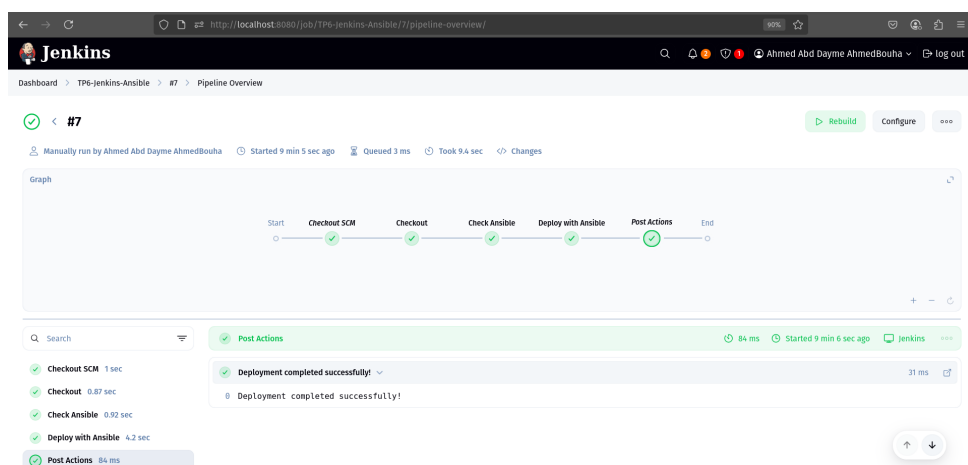 http://localhost:8080/job/TP6-Jenkins-Ansible/7/pipeline-overview/
90%
Jenkins
2
1
Ahmed Abd Dayme AhmedBouha
log out
Dashboard > TP6-Jenkins-Ansible > #7 > Pipeline Overview
#7
Rebuild
Configure
Manually run by Ahmed Abd Dayme AhmedBouha
Started 9 min 5 sec ago
Queued 3 ms
Took 9.4 sec
</> Changes
Graph
Start
Checkout SCM
Checkout
Check Ansible
Deploy with Ansible
Post Actions
End
Search
Checkout SCM 1 sec
Checkout 0.87 sec
Check Ansible 0.92 sec
Deploy with Ansible 4.2 sec
Post Actions 84 ms
Post Actions
84 ms
Started 9 min 6 sec ago
Jenkins
Deployment completed successfully!
31 ms
0 Deployment completed successfully!